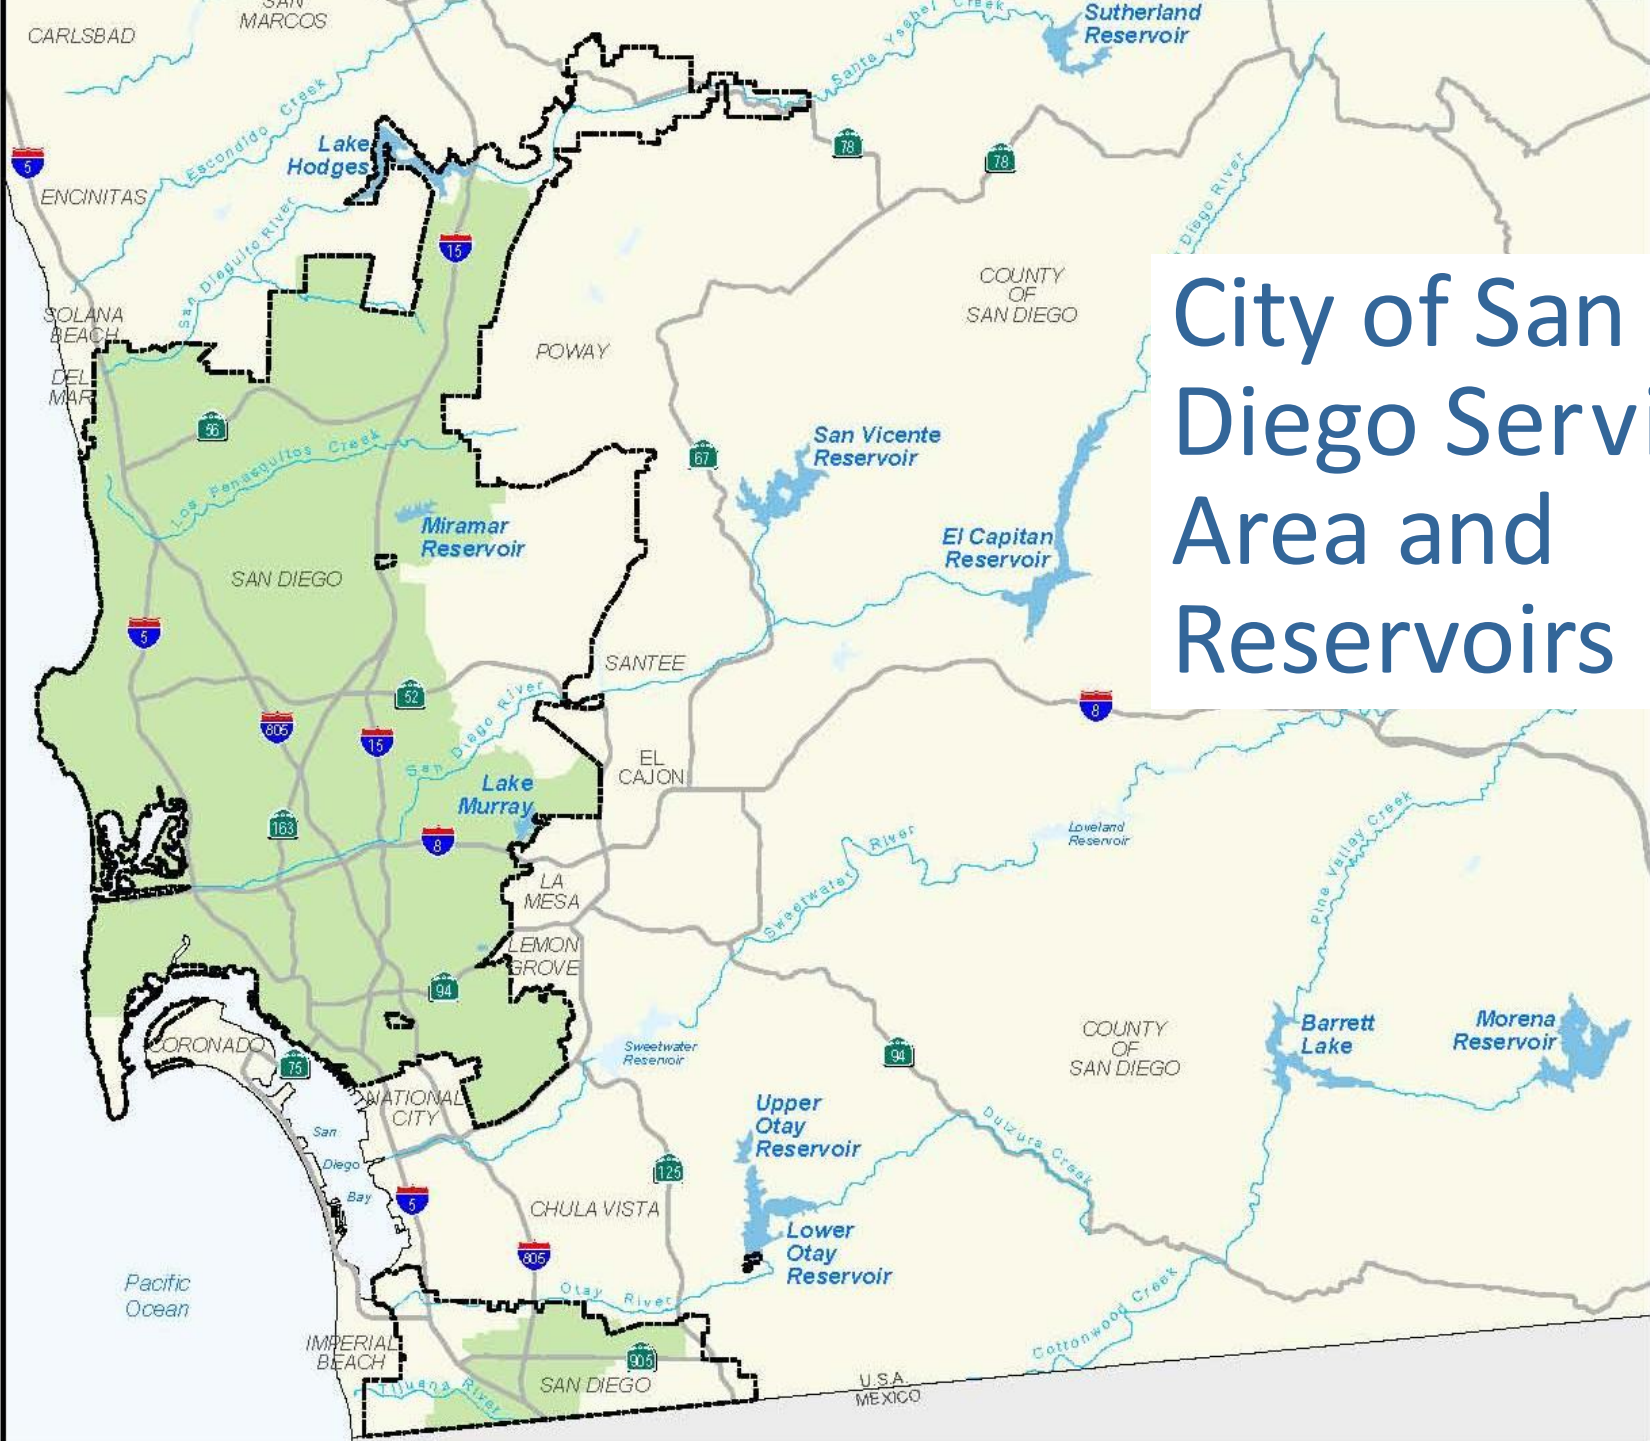 SAN
MARCOS
CARLSBAD
Sutherland
Reservoir
Santa Ysabel Creek
Escondido Creek
78
78
5
Lake
Hodges
ENCINITAS
San Dieguito River
15
Diego River
COUNTY
OF
SAN DIEGO
City of San
Diego Servi
Area and
Reservoirs
SOLANA
BEACH
POWAY
DEL
MAR
56
Los Penasquitos Creek
67
San Vicente
Reservoir
Miramar
Reservoir
El Capitan
Reservoir
SAN DIEGO
5
SANTEE
52
San Diego River
8
805
15
EL
CAJON
Lake
Murray
163
8
Loveland
Reservoir
Sweetwater River
Pine Valley Creek
LA
MESA
LEMON
GROVE
94
Barrett
Lake
Morena
Reservoir
COUNTY
OF
SAN DIEGO
CORONADO
75
Sweetwater
Reservoir
94
NATIONAL
CITY
Upper
Otay
Reservoir
Dulzura Creek
San
Diego
Bay
125
5
CHULA VISTA
805
Lower
Otay
Reservoir
Pacific
Ocean
Otay River
Cottonwood Creek
IMPERIAL
BEACH
905
SAN DIEGO
Tijuana River
U.S.A.
MEXICO